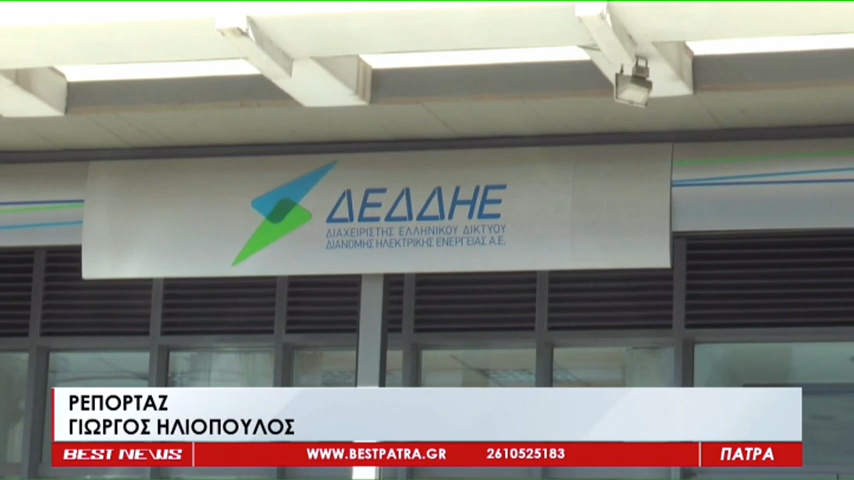 ΔΕΔΔΗΕ
ΔΙΑΧΕΙΡΙΣΤΗΣ ΕΛΛΗΝΙΚΟΥ ΔΙΚΤΥΟΥ
ΔΙΑΝΟΜΗΣ ΗΛΕΚΤΡΙΚΗΣ ΕΝΕΡΓΕΙΑΣ Α.Ε.
ΡΕΠΟΡΤΑΖ
ΓΙΩΡΓΟΣ ΗΛΙΟΠΟΥΛΟΣ
BEST NEWS WWW.BESTPATRA.GR 2610525183 ΠΑΤΡΑ